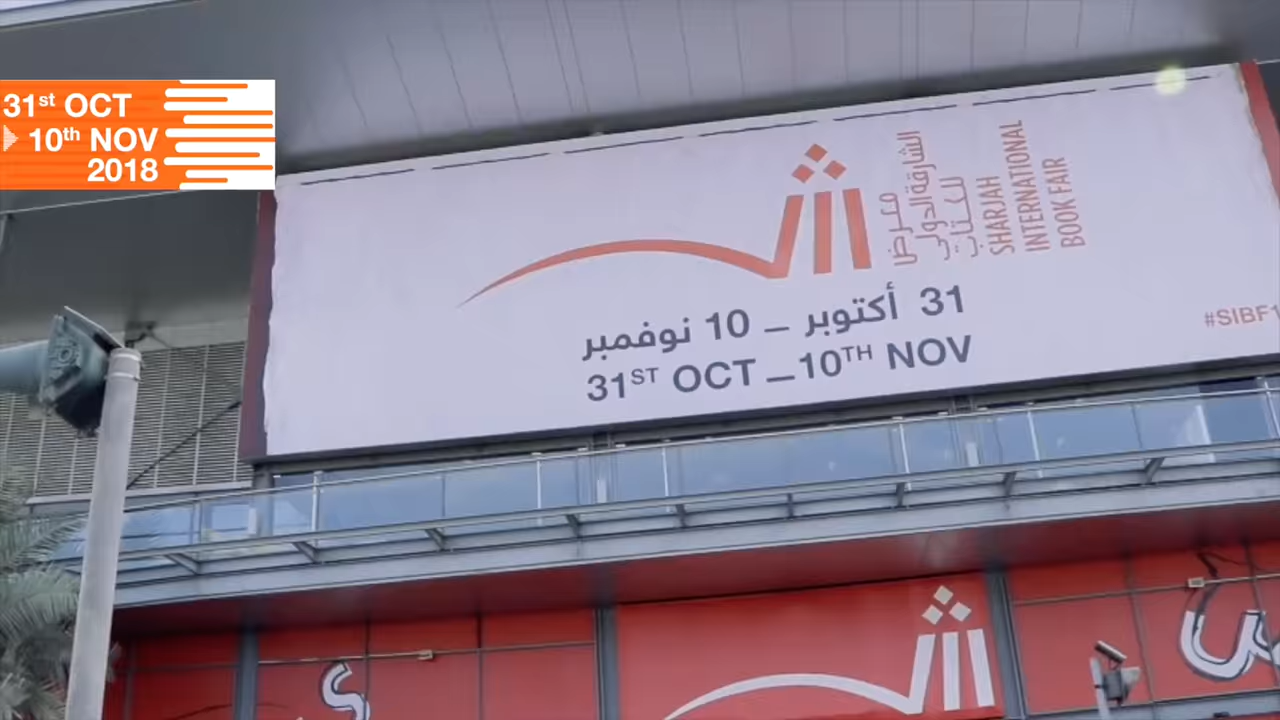 31st OCT
10th NOV
2018
معرض
الشارقة الدولي
للكتاب
SHARJAH
INTERNATIONAL
BOOK FAIR
31 أكتوبر – 10 نوفمبر
31ST OCT – 10TH NOV
#SIBF1